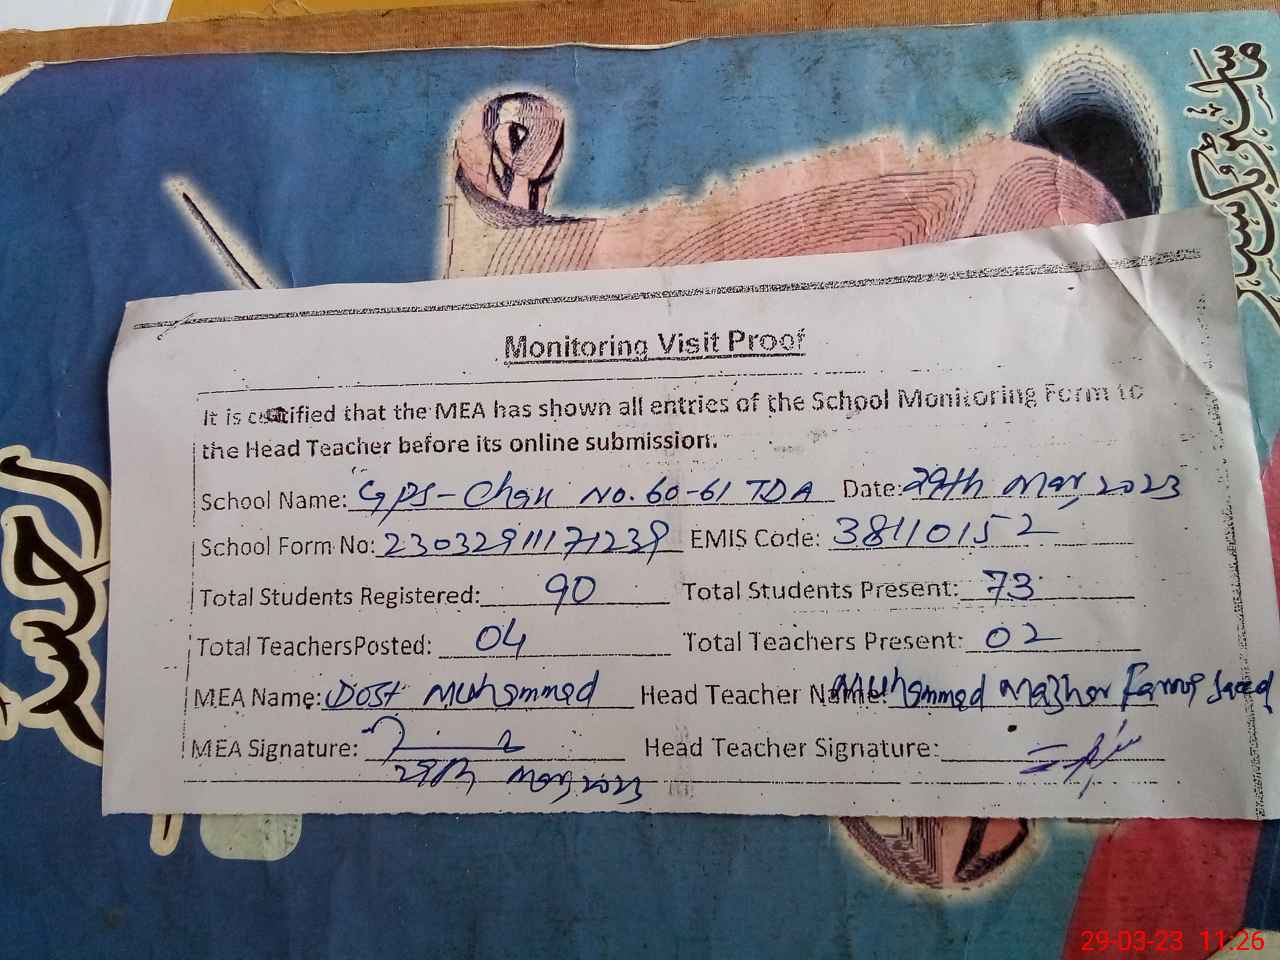 ماسٹر بکس
Monitoring Visit Proof
It is certified that the MEA has shown all entries of the School Monitoring Form to
the Head Teacher before its online submission.
School Name: GPS-Chak No. 60-61 TDA Date: 29th Mar, 2023
School Form No: 23032911171239 EMIS Code: 38110152
Total Students Registered: 90 Total Students Present: 73
Total TeachersPosted: 04 Total Teachers Present: 02
MEA Name: Dost Muhammad Head Teacher Name: Muhammad Mazhar Saeed
MEA Signature: Head Teacher Signature:
29th Mar, 2023
29-03-23 11:26